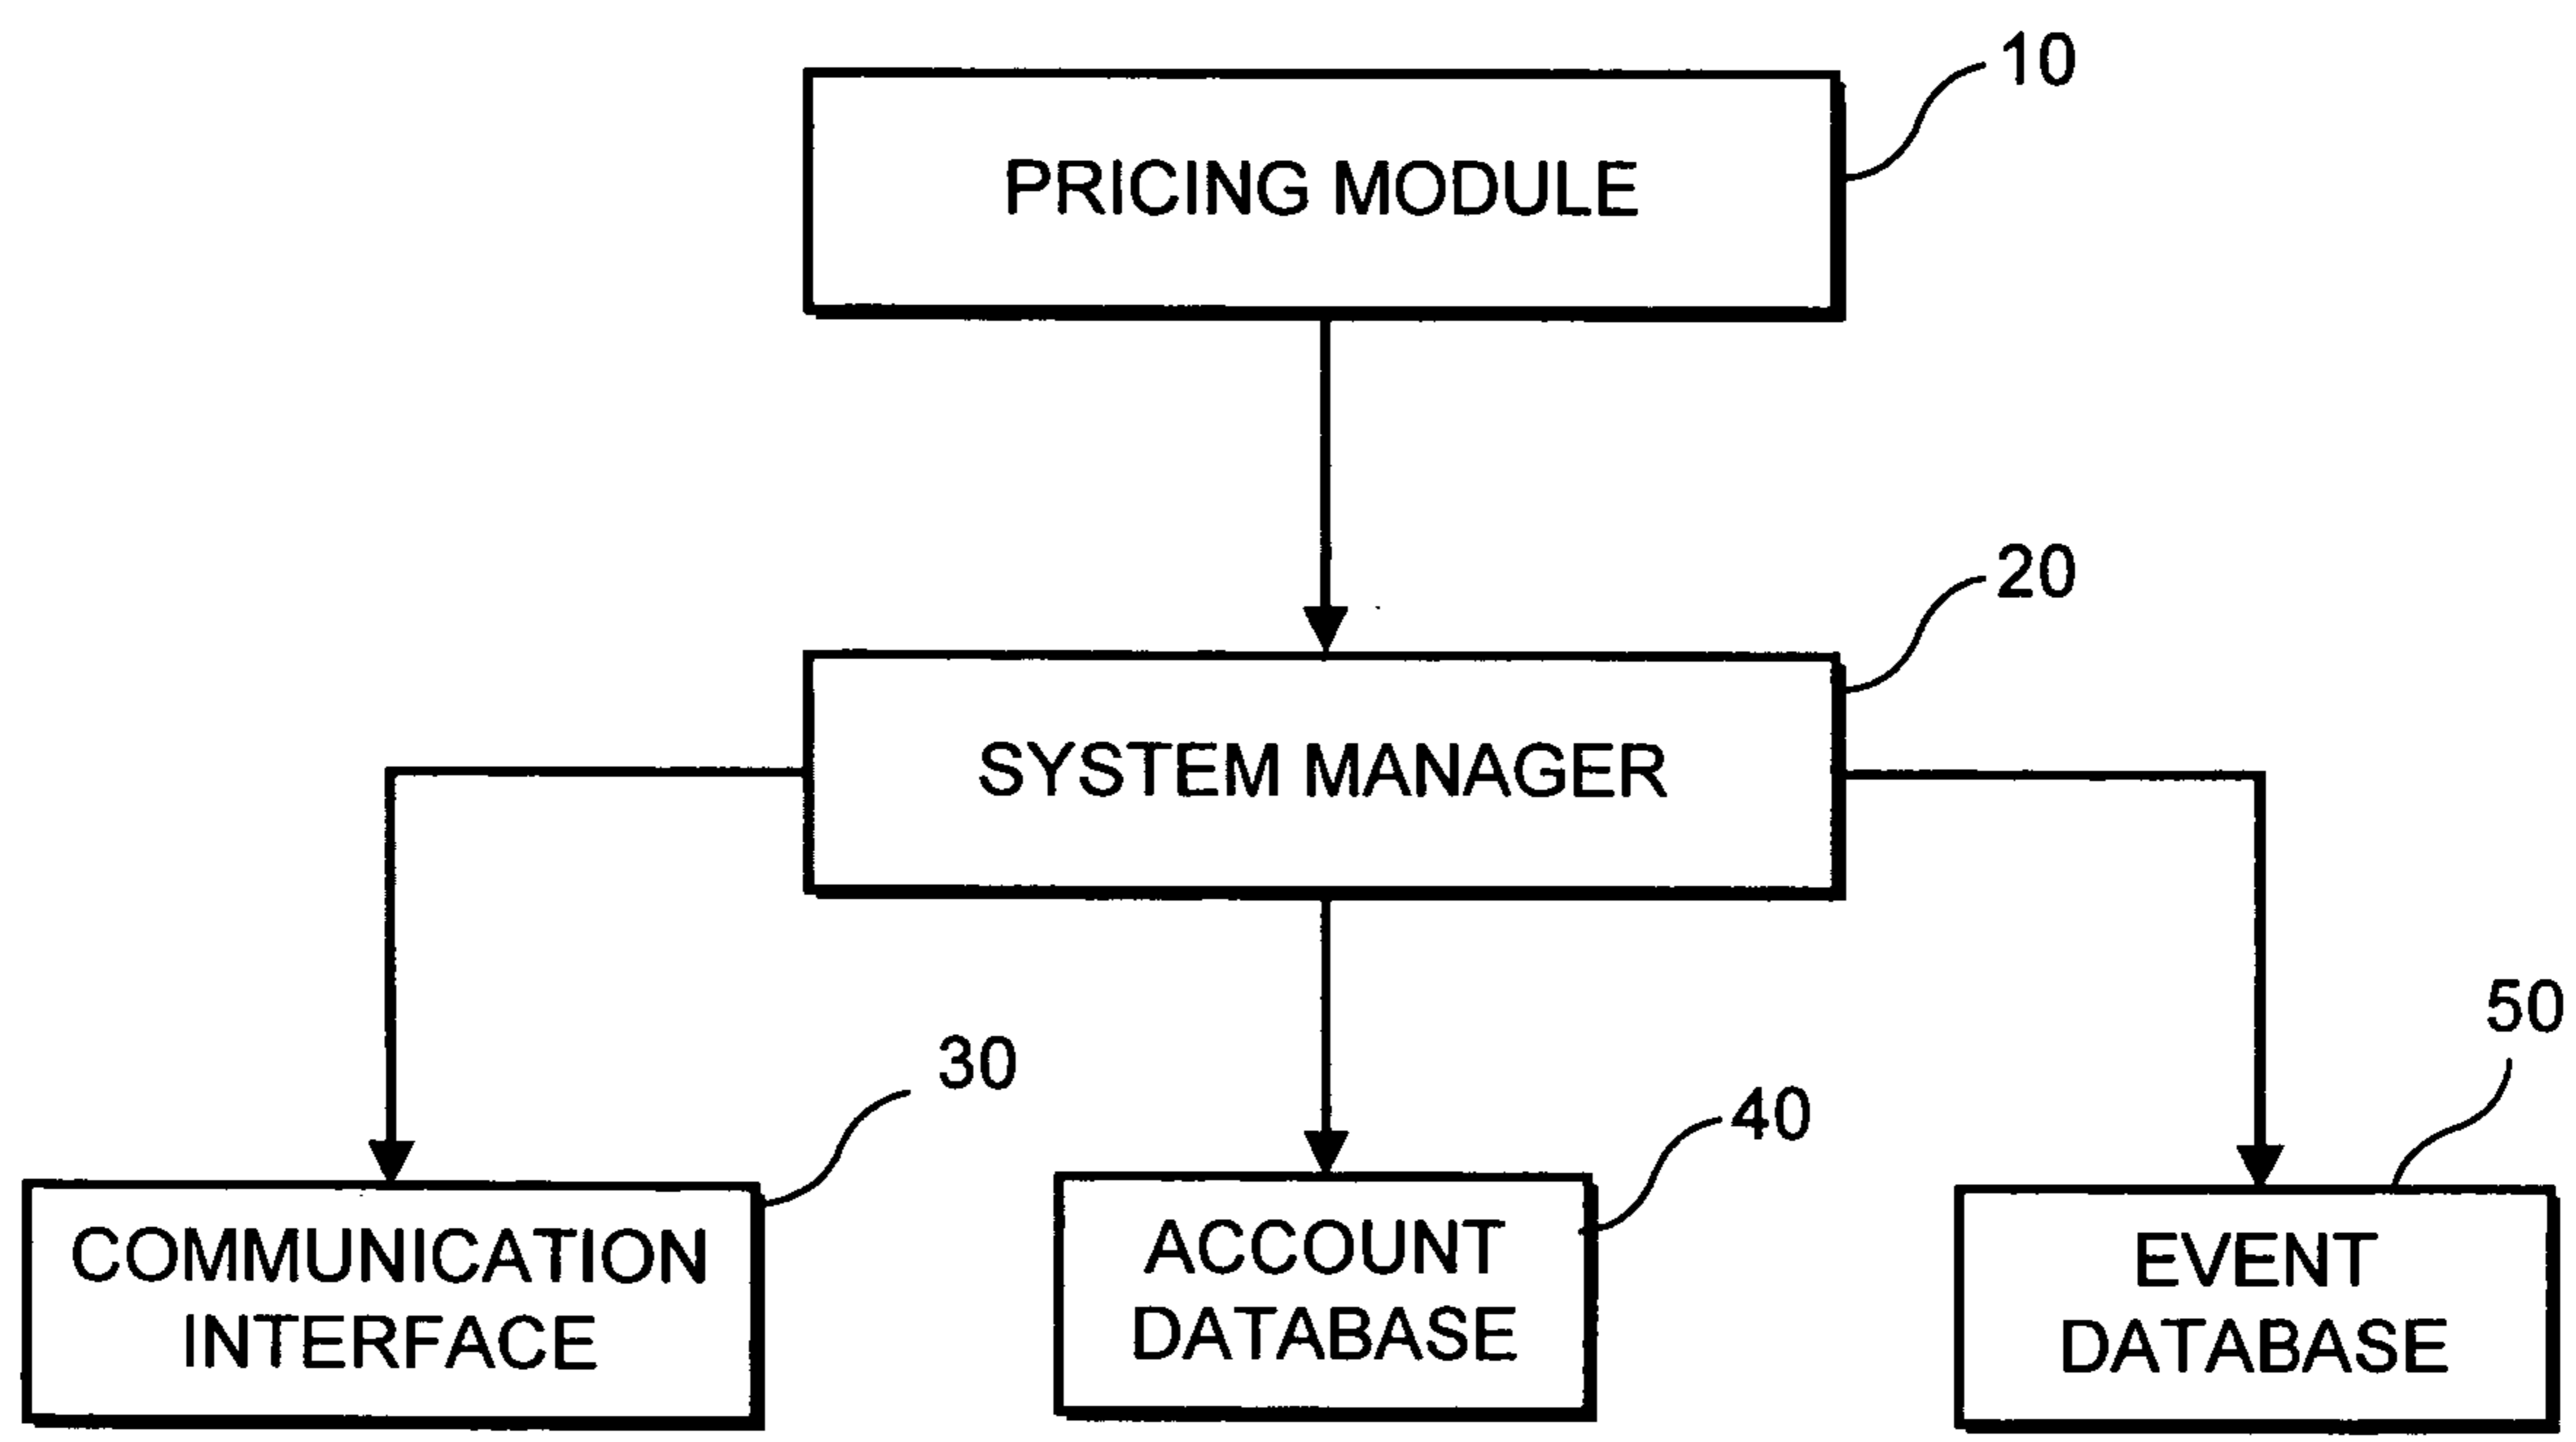 10
PRICING MODULE
20
SYSTEM MANAGER
30
40
50
COMMUNICATION
INTERFACE
ACCOUNT
DATABASE
EVENT
DATABASE